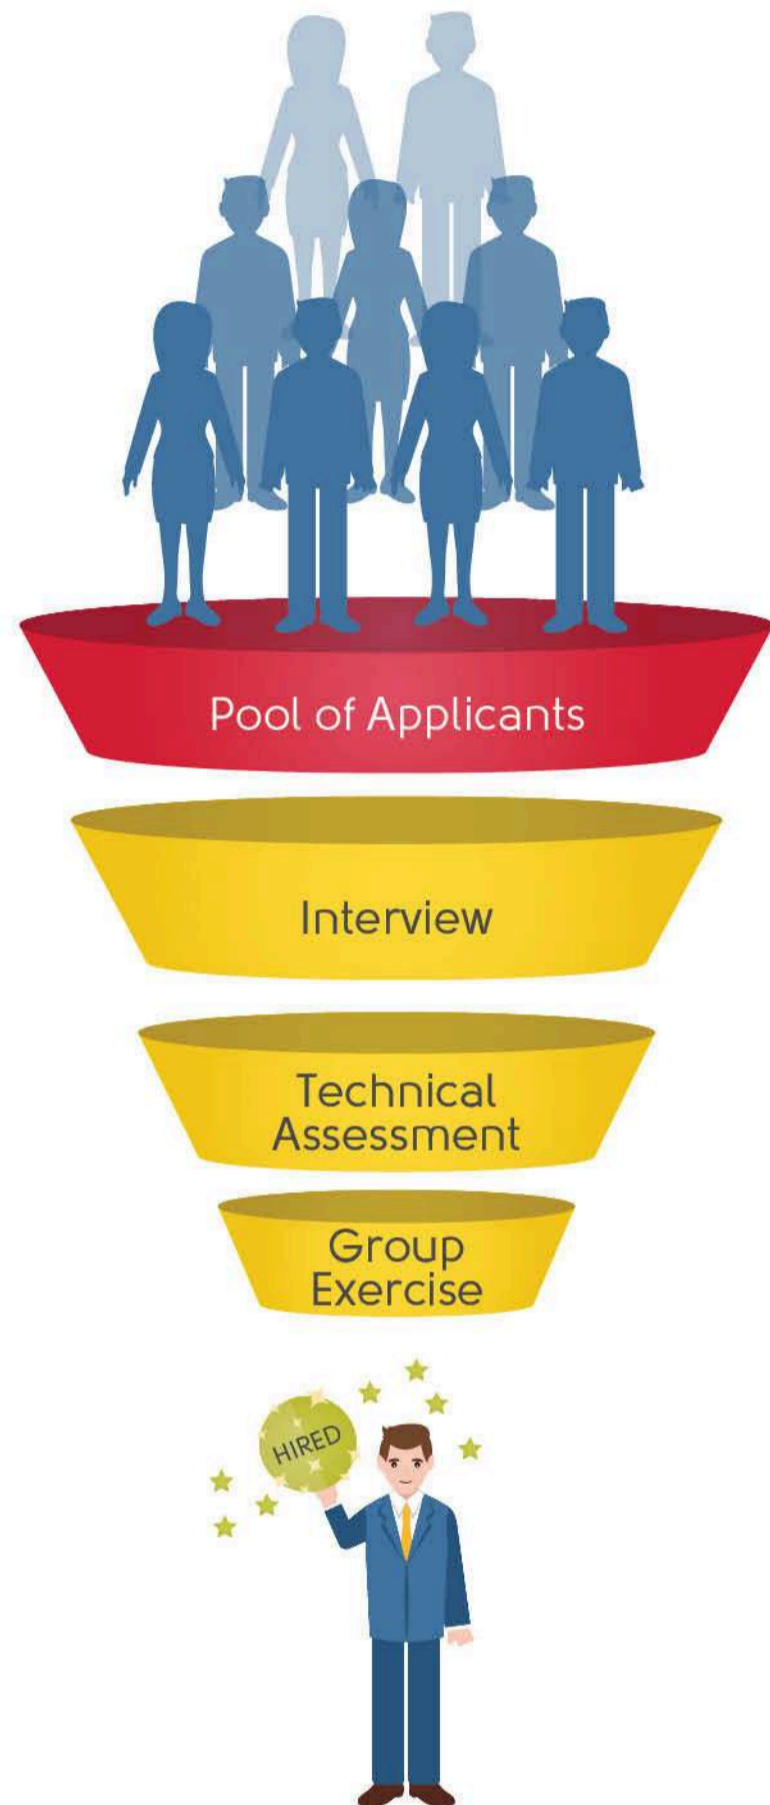 Pool of Applicants
Interview
Technical
Assessment
Group
Exercise
HIRED